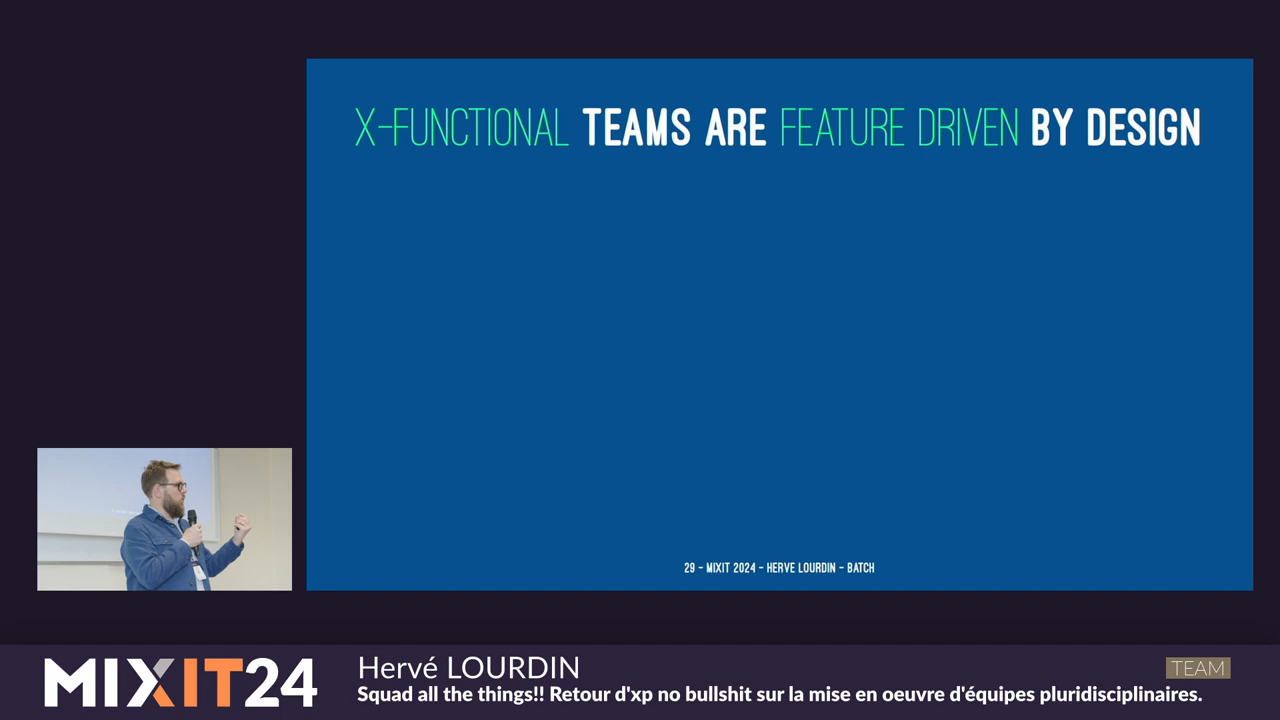 X-FUNCTIONAL TEAMS ARE FEATURE DRIVEN BY DESIGN
29 - MIXIT 2024 - HERVE LOURDIN - BATCH
MIXIT24
Hervé LOURDIN
TEAM
Squad all the things!! Retour d'xp no bullshit sur la mise en oeuvre d'équipes pluridisciplinaires.